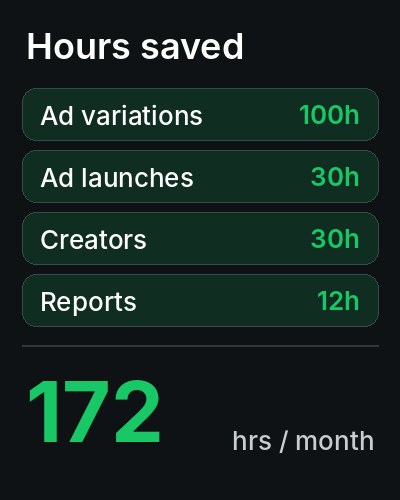 Hours saved
Ad variations 100h
Ad launches 30h
Creators 30h
Reports 12h
172 hrs / month